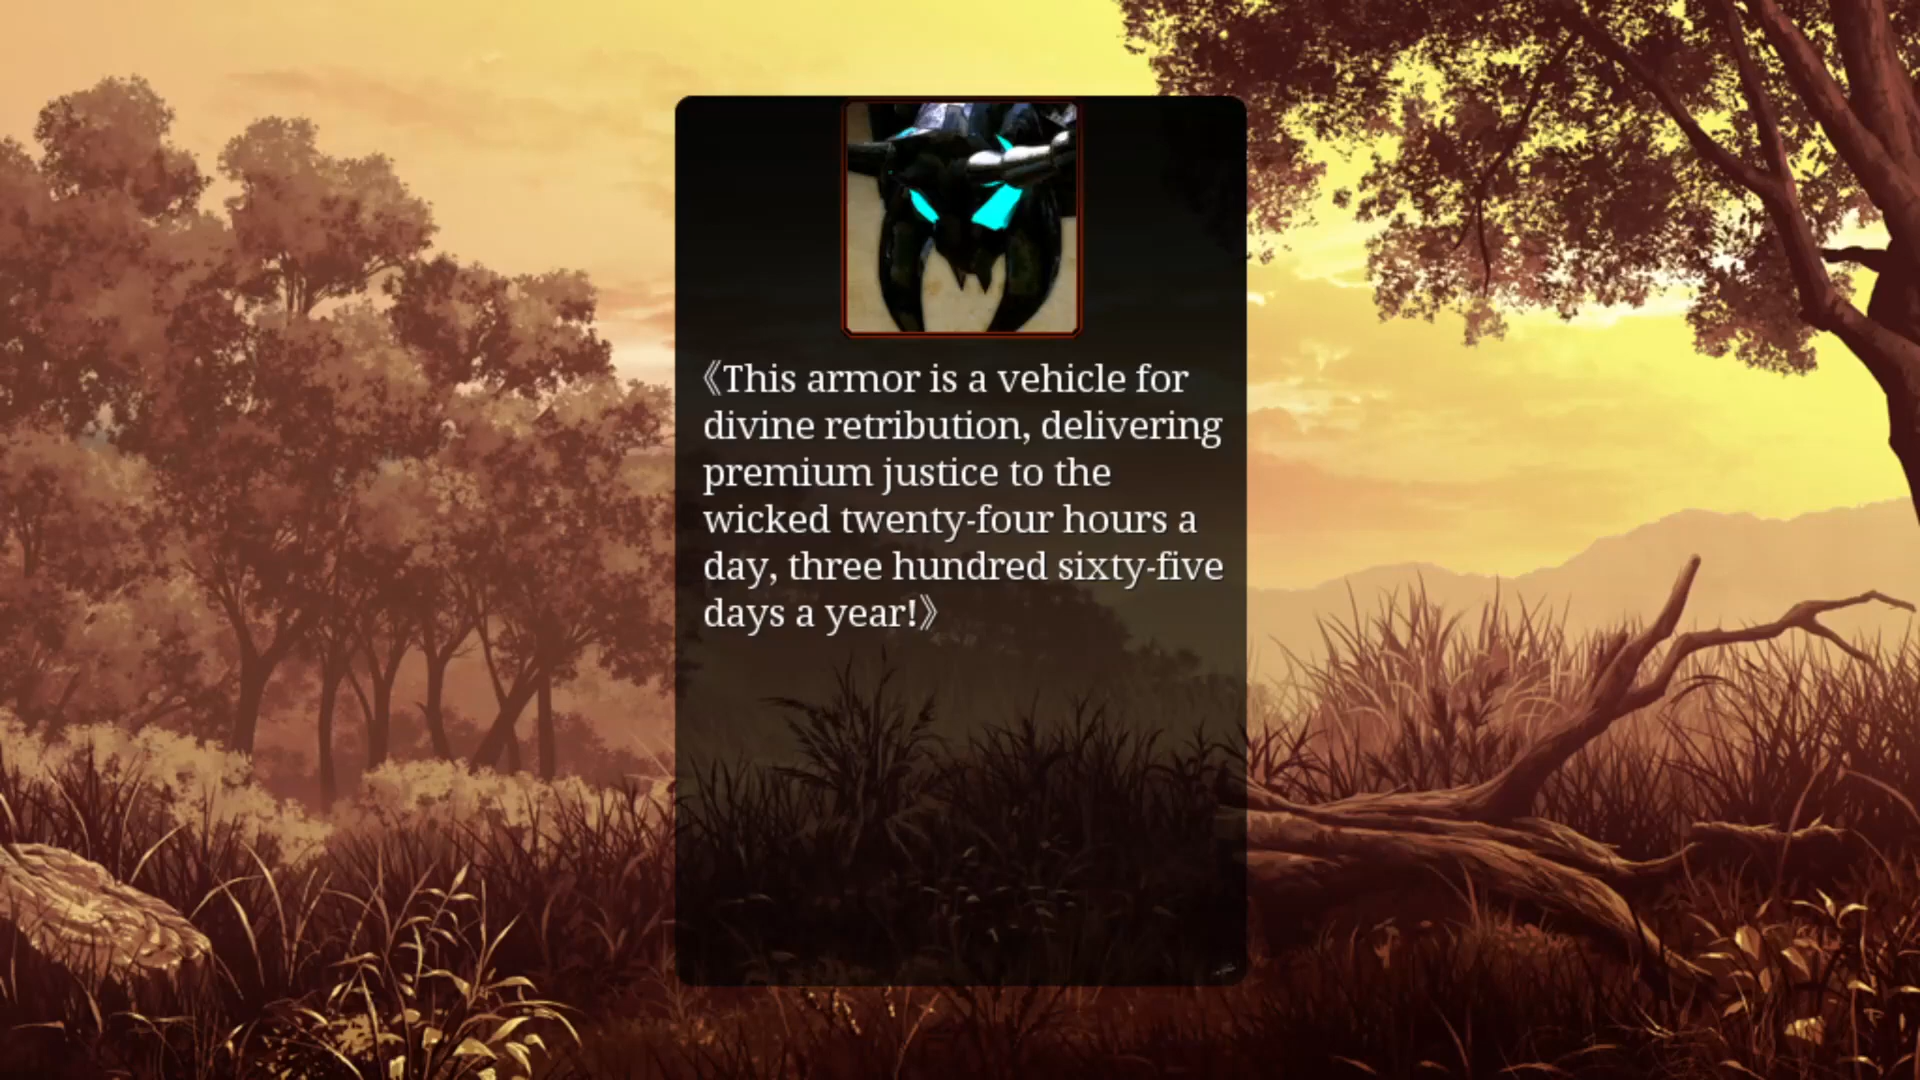 《This armor is a vehicle for
divine retribution, delivering
premium justice to the
wicked twenty-four hours a
day, three hundred sixty-five
days a year!》